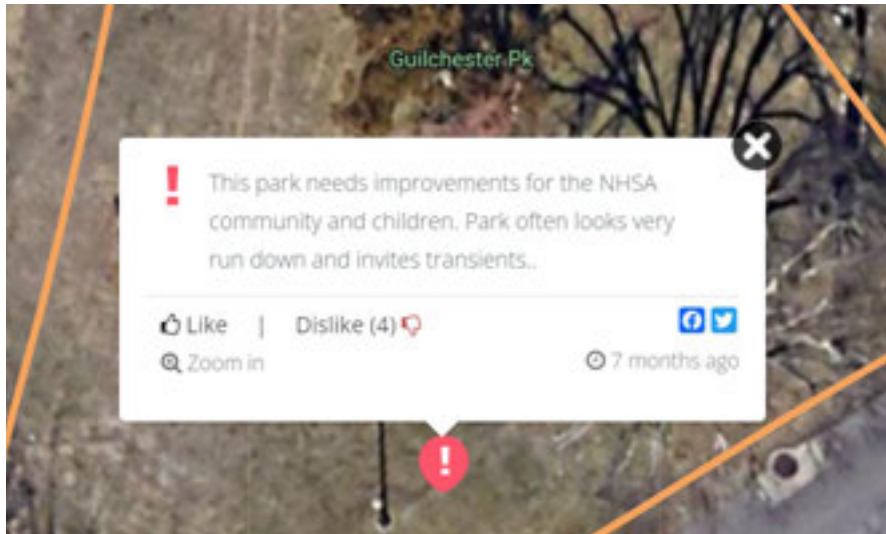 Guilchester Pk
This park needs improvements for the NHSA
community and children. Park often looks very
run down and invites transients..
Like | Dislike (4)
Zoom in
7 months ago